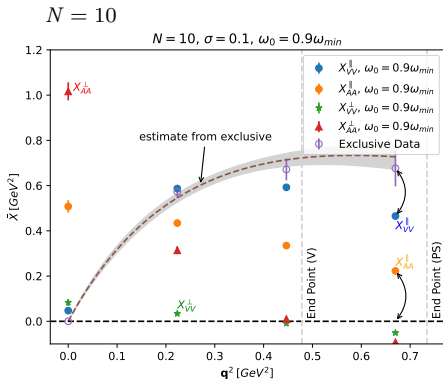 N = 10
N = 10, σ = 0.1, ω₀ = 0.9ω_min
1.2
1.0
0.8
0.6
0.4
0.2
0.0
X̄ [GeV²]
0.0
0.1
0.2
0.3
0.4
0.5
0.6
0.7
q² [GeV²]
X^∥_VV, ω₀ = 0.9ω_min
X^∥_AA, ω₀ = 0.9ω_min
X^⊥_VV, ω₀ = 0.9ω_min
X^⊥_AA, ω₀ = 0.9ω_min
Exclusive Data
X^⊥_AA
estimate from exclusive
X^⊥_VV
X^∥_VV
X^∥_AA
End Point (V)
End Point (PS)